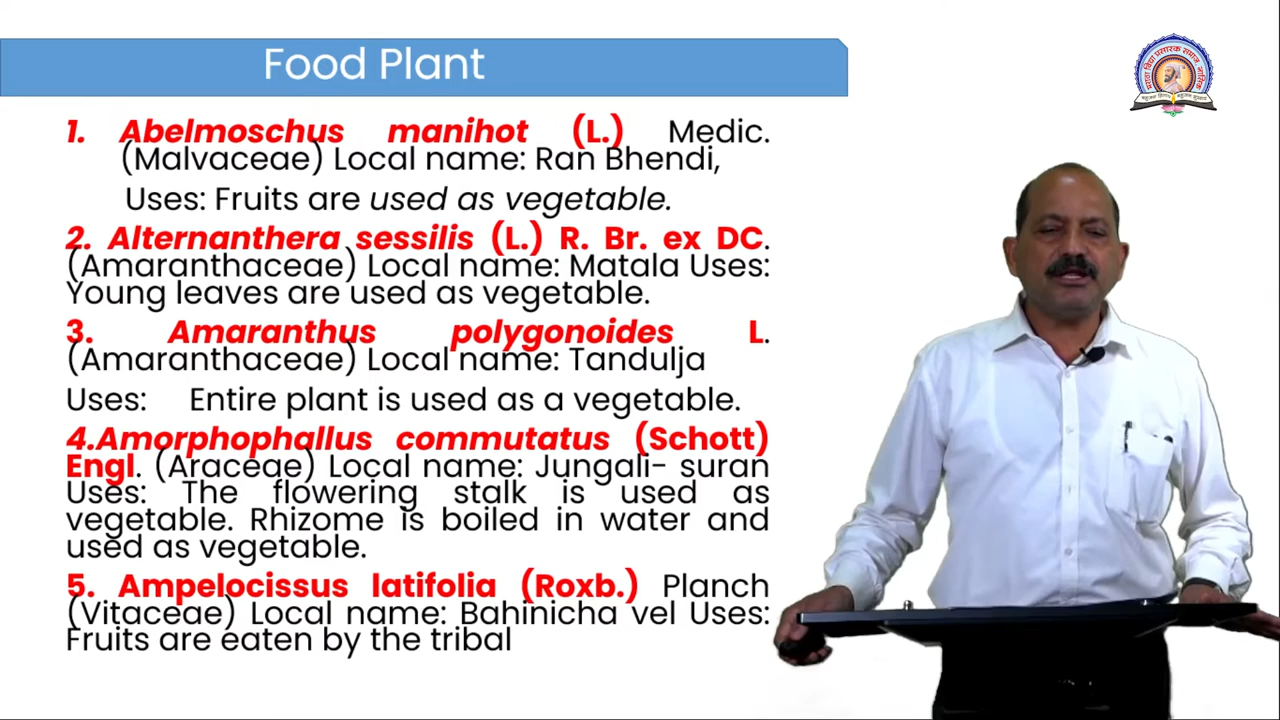 Food Plant
मराठा विद्या प्रसारक समाज, नाशिक
1. Abelmoschus manihot (L.) Medic.
(Malvaceae) Local name: Ran Bhendi,
Uses: Fruits are used as vegetable.
2. Alternanthera sessilis (L.) R. Br. ex DC.
(Amaranthaceae) Local name: Matala Uses:
Young leaves are used as vegetable.
3. Amaranthus polygonoides L.
(Amaranthaceae) Local name: Tandulja
Uses: Entire plant is used as a vegetable.
4.Amorphophallus commutatus (Schott)
Engl. (Araceae) Local name: Jungali- suran
Uses: The flowering stalk is used as
vegetable. Rhizome is boiled in water and
used as vegetable.
5. Ampelocissus latifolia (Roxb.) Planch
(Vitaceae) Local name: Bahinicha vel Uses:
Fruits are eaten by the tribal